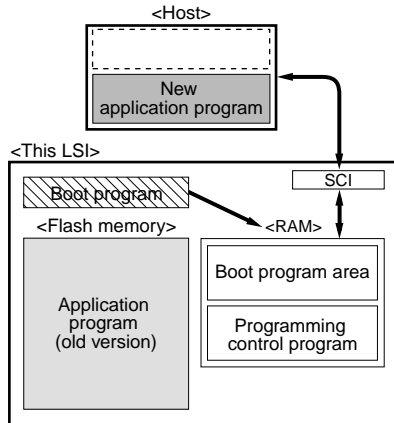 <Host>
New
application program
<This LSI>
SCI
Boot program
<Flash memory>
<RAM>
Boot program area
Application
program
(old version)
Programming
control program